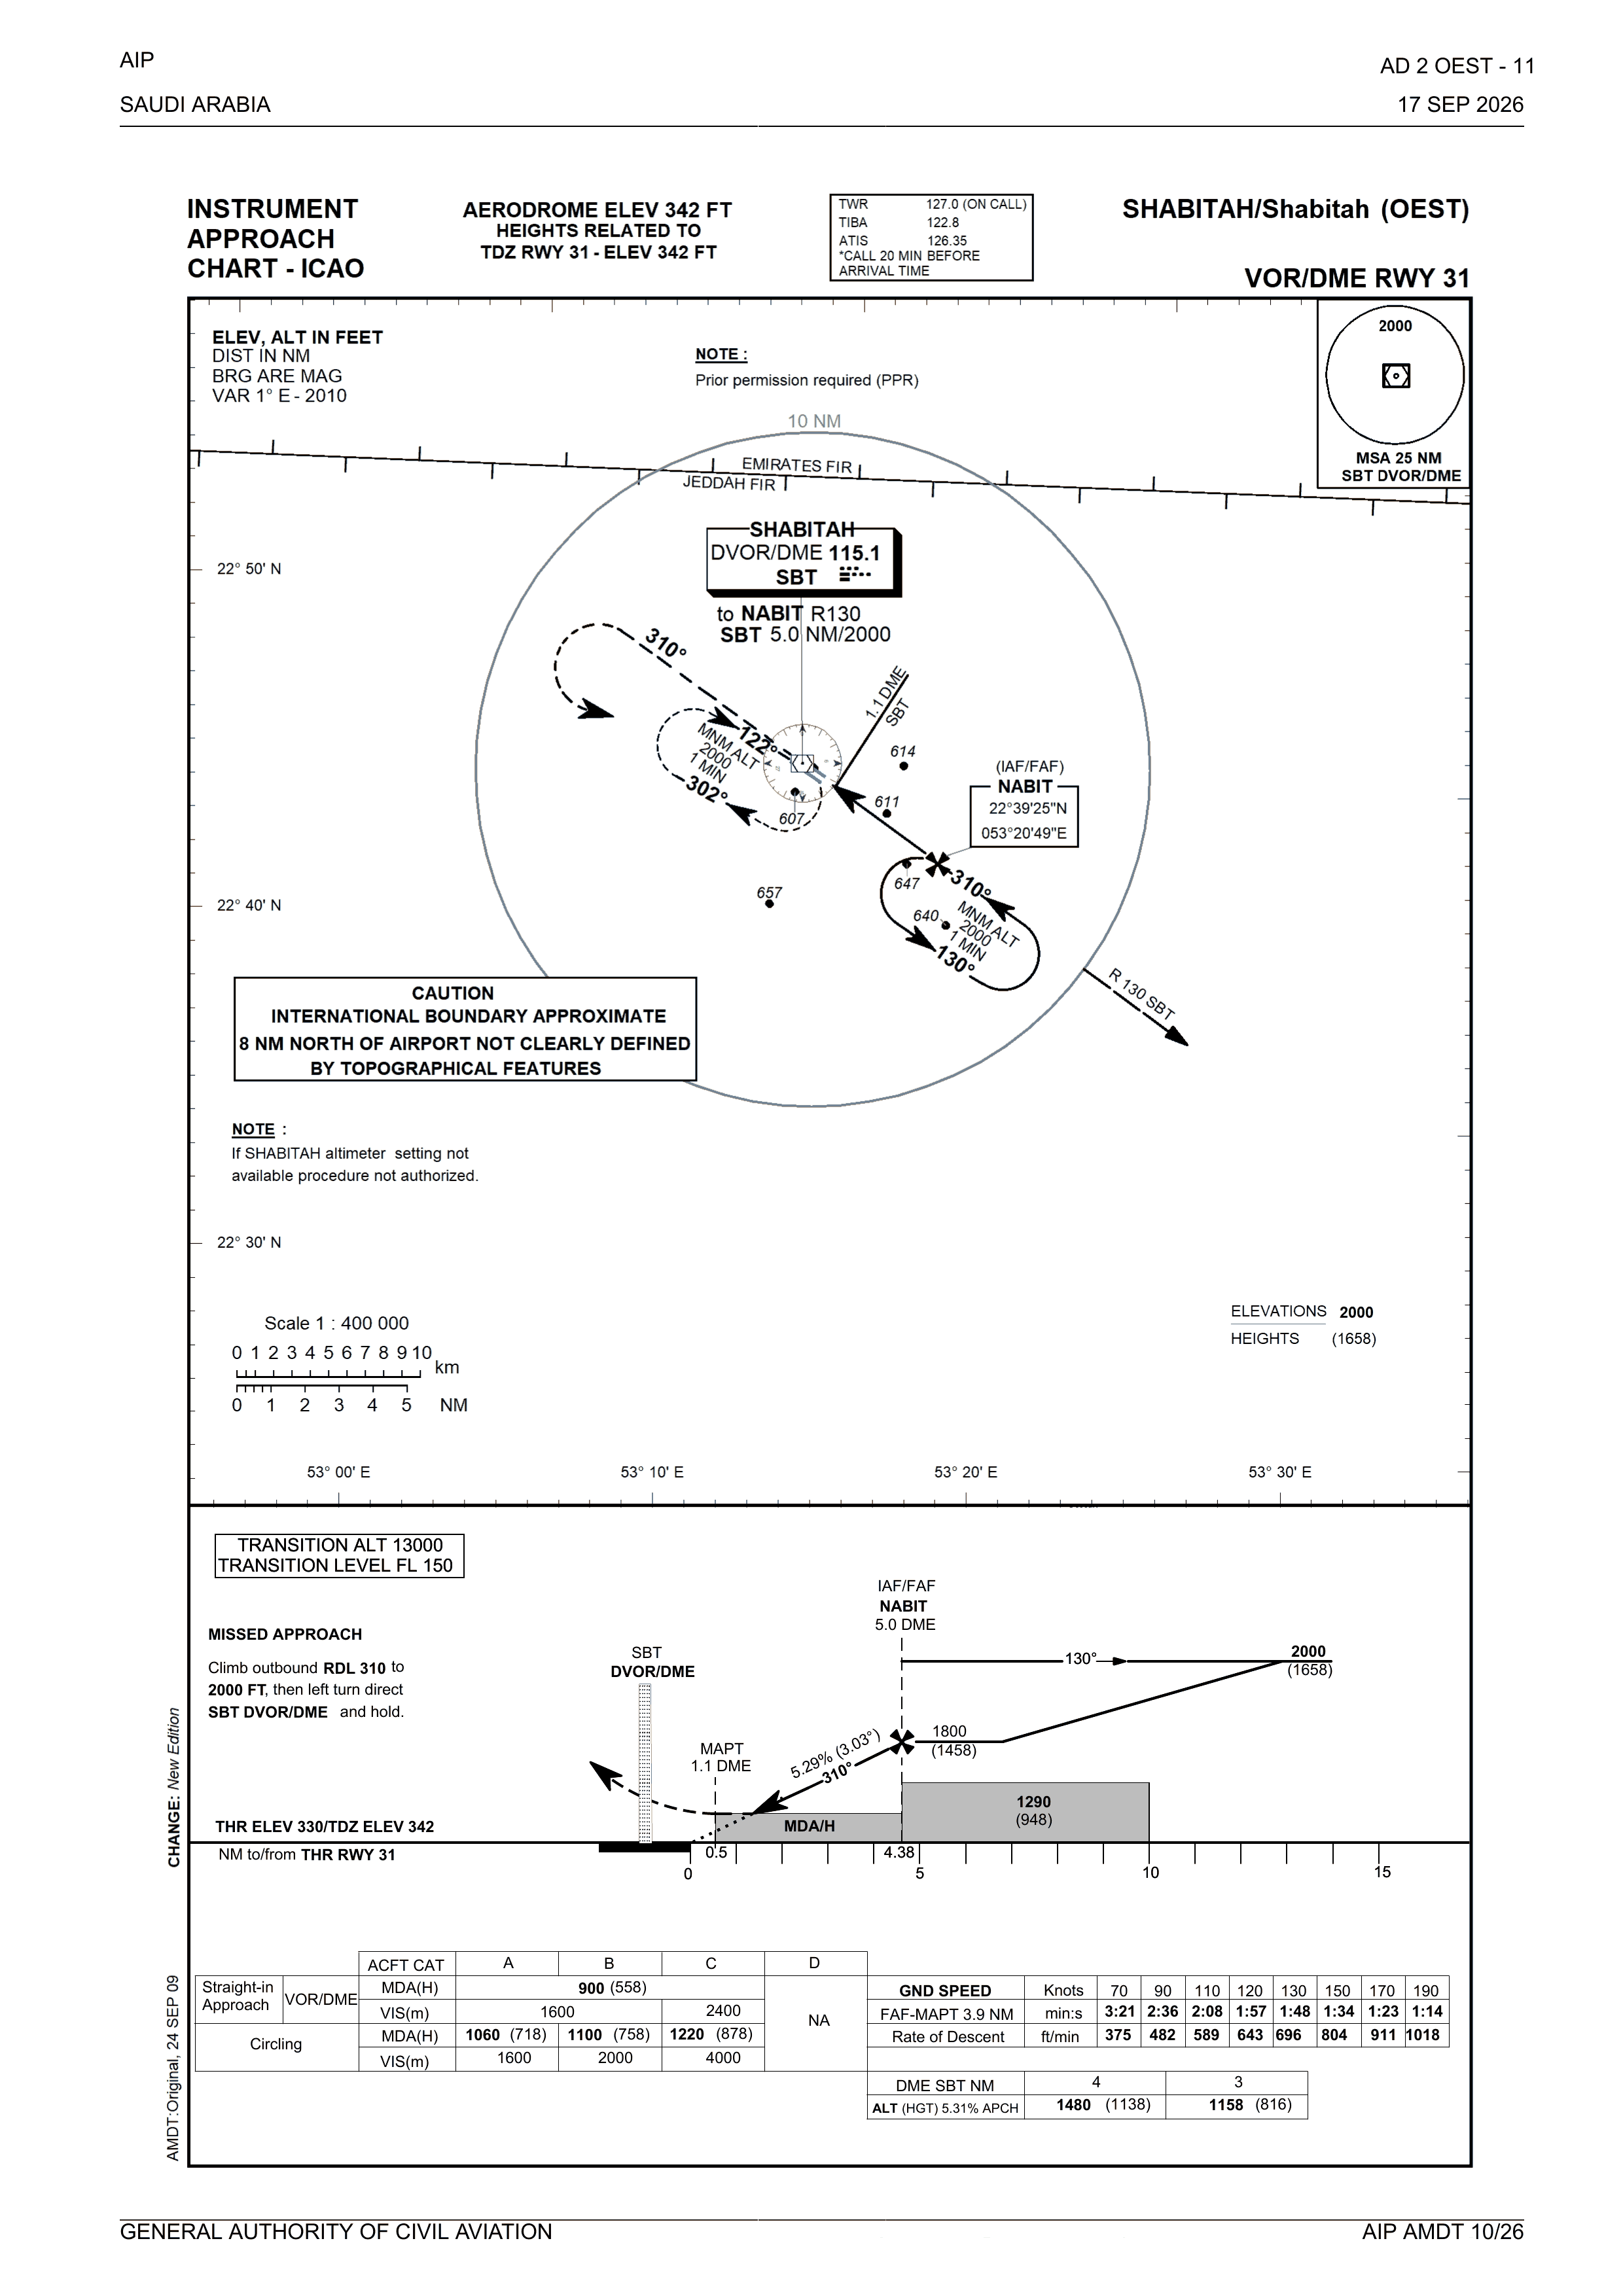 AIP
AD 2 OEST - 11
SAUDI ARABIA
17 SEP 2026
INSTRUMENT
APPROACH
CHART - ICAO
AERODROME ELEV 342 FT
HEIGHTS RELATED TO
TDZ RWY 31 - ELEV 342 FT
TWR 127.0 (ON CALL)
TIBA 122.8
ATIS 126.35
*CALL 20 MIN BEFORE
ARRIVAL TIME
SHABITAH/Shabitah (OEST)
VOR/DME RWY 31
ELEV, ALT IN FEET
DIST IN NM
BRG ARE MAG
VAR 1° E - 2010
NOTE :
Prior permission required (PPR)
2000
MSA 25 NM
SBT DVOR/DME
10 NM
EMIRATES FIR
JEDDAH FIR
SHABITAH
DVOR/DME 115.1
SBT
to NABIT R130
SBT 5.0 NM/2000
22° 50' N
310°
1.1 DME
SBT
122°
MNM ALT
2000
1 MIN
302°
607
614
611
(IAF/FAF)
NABIT
22°39'25"N
053°20'49"E
647
310°
640
MNM ALT
2000
1 MIN
130°
657
22° 40' N
R 130 SBT
CAUTION
INTERNATIONAL BOUNDARY APPROXIMATE
8 NM NORTH OF AIRPORT NOT CLEARLY DEFINED
BY TOPOGRAPHICAL FEATURES
NOTE :
If SHABITAH altimeter setting not
available procedure not authorized.
22° 30' N
Scale 1 : 400 000
0 1 2 3 4 5 6 7 8 9 10
km
0 1 2 3 4 5 NM
ELEVATIONS 2000
HEIGHTS (1658)
53° 00' E 53° 10' E 53° 20' E 53° 30' E
TRANSITION ALT 13000
TRANSITION LEVEL FL 150
MISSED APPROACH
Climb outbound RDL 310 to
2000 FT, then left turn direct
SBT DVOR/DME and hold.
SBT
DVOR/DME
MAPT
1.1 DME
IAF/FAF
NABIT
5.0 DME
130°
2000
(1658)
1800
(1458)
5.29% (3.03°)
310°
1290
(948)
MDA/H
THR ELEV 330/TDZ ELEV 342
NM to/from THR RWY 31
0.5 4.38
0 5 10 15
CHANGE: New Edition
AMDT:Original, 24 SEP 09
ACFT CAT A B C D
Straight-in
Approach
VOR/DME
MDA(H) 900 (558)
VIS(m) 1600 2400
NA
Circling
MDA(H) 1060 (718) 1100 (758) 1220 (878)
VIS(m) 1600 2000 4000
GND SPEED Knots 70 90 110 120 130 150 170 190
FAF-MAPT 3.9 NM min:s 3:21 2:36 2:08 1:57 1:48 1:34 1:23 1:14
Rate of Descent ft/min 375 482 589 643 696 804 911 1018
DME SBT NM 4 3
ALT (HGT) 5.31% APCH 1480 (1138) 1158 (816)
GENERAL AUTHORITY OF CIVIL AVIATION
AIP AMDT 10/26